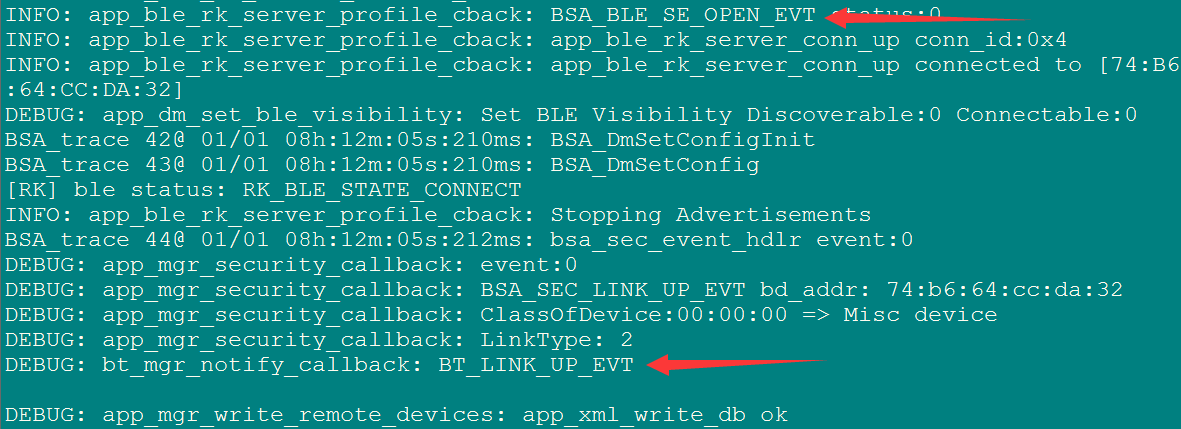 INFO: app_ble_rk_server_profile_cback: BSA_BLE_SE_OPEN_EVT status:0
INFO: app_ble_rk_server_profile_cback: app_ble_rk_server_conn_up conn_id:0x4
INFO: app_ble_rk_server_profile_cback: app_ble_rk_server_conn_up connected to [74:B6
:64:CC:DA:32]
DEBUG: app_dm_set_ble_visibility: Set BLE Visibility Discoverable:0 Connectable:0
BSA_trace 42@ 01/01 08h:12m:05s:210ms: BSA_DmSetConfigInit
BSA_trace 43@ 01/01 08h:12m:05s:210ms: BSA_DmSetConfig
[RK] ble status: RK_BLE_STATE_CONNECT
INFO: app_ble_rk_server_profile_cback: Stopping Advertisements
BSA_trace 44@ 01/01 08h:12m:05s:212ms: bsa_sec_event_hdlr event:0
DEBUG: app_mgr_security_callback: event:0
DEBUG: app_mgr_security_callback: BSA_SEC_LINK_UP_EVT bd_addr: 74:b6:64:cc:da:32
DEBUG: app_mgr_security_callback: ClassOfDevice:00:00:00 => Misc device
DEBUG: app_mgr_security_callback: LinkType: 2
DEBUG: bt_mgr_notify_callback: BT_LINK_UP_EVT
DEBUG: app_mgr_write_remote_devices: app_xml_write_db ok